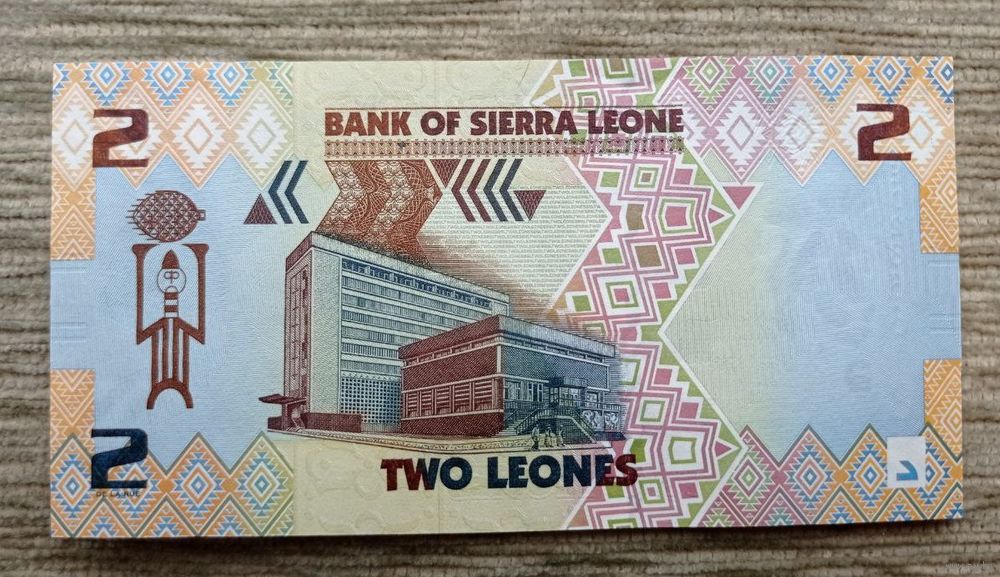 2
2
BANK OF SIERRA LEONE
TWO LEONES
2
DE LA RUE